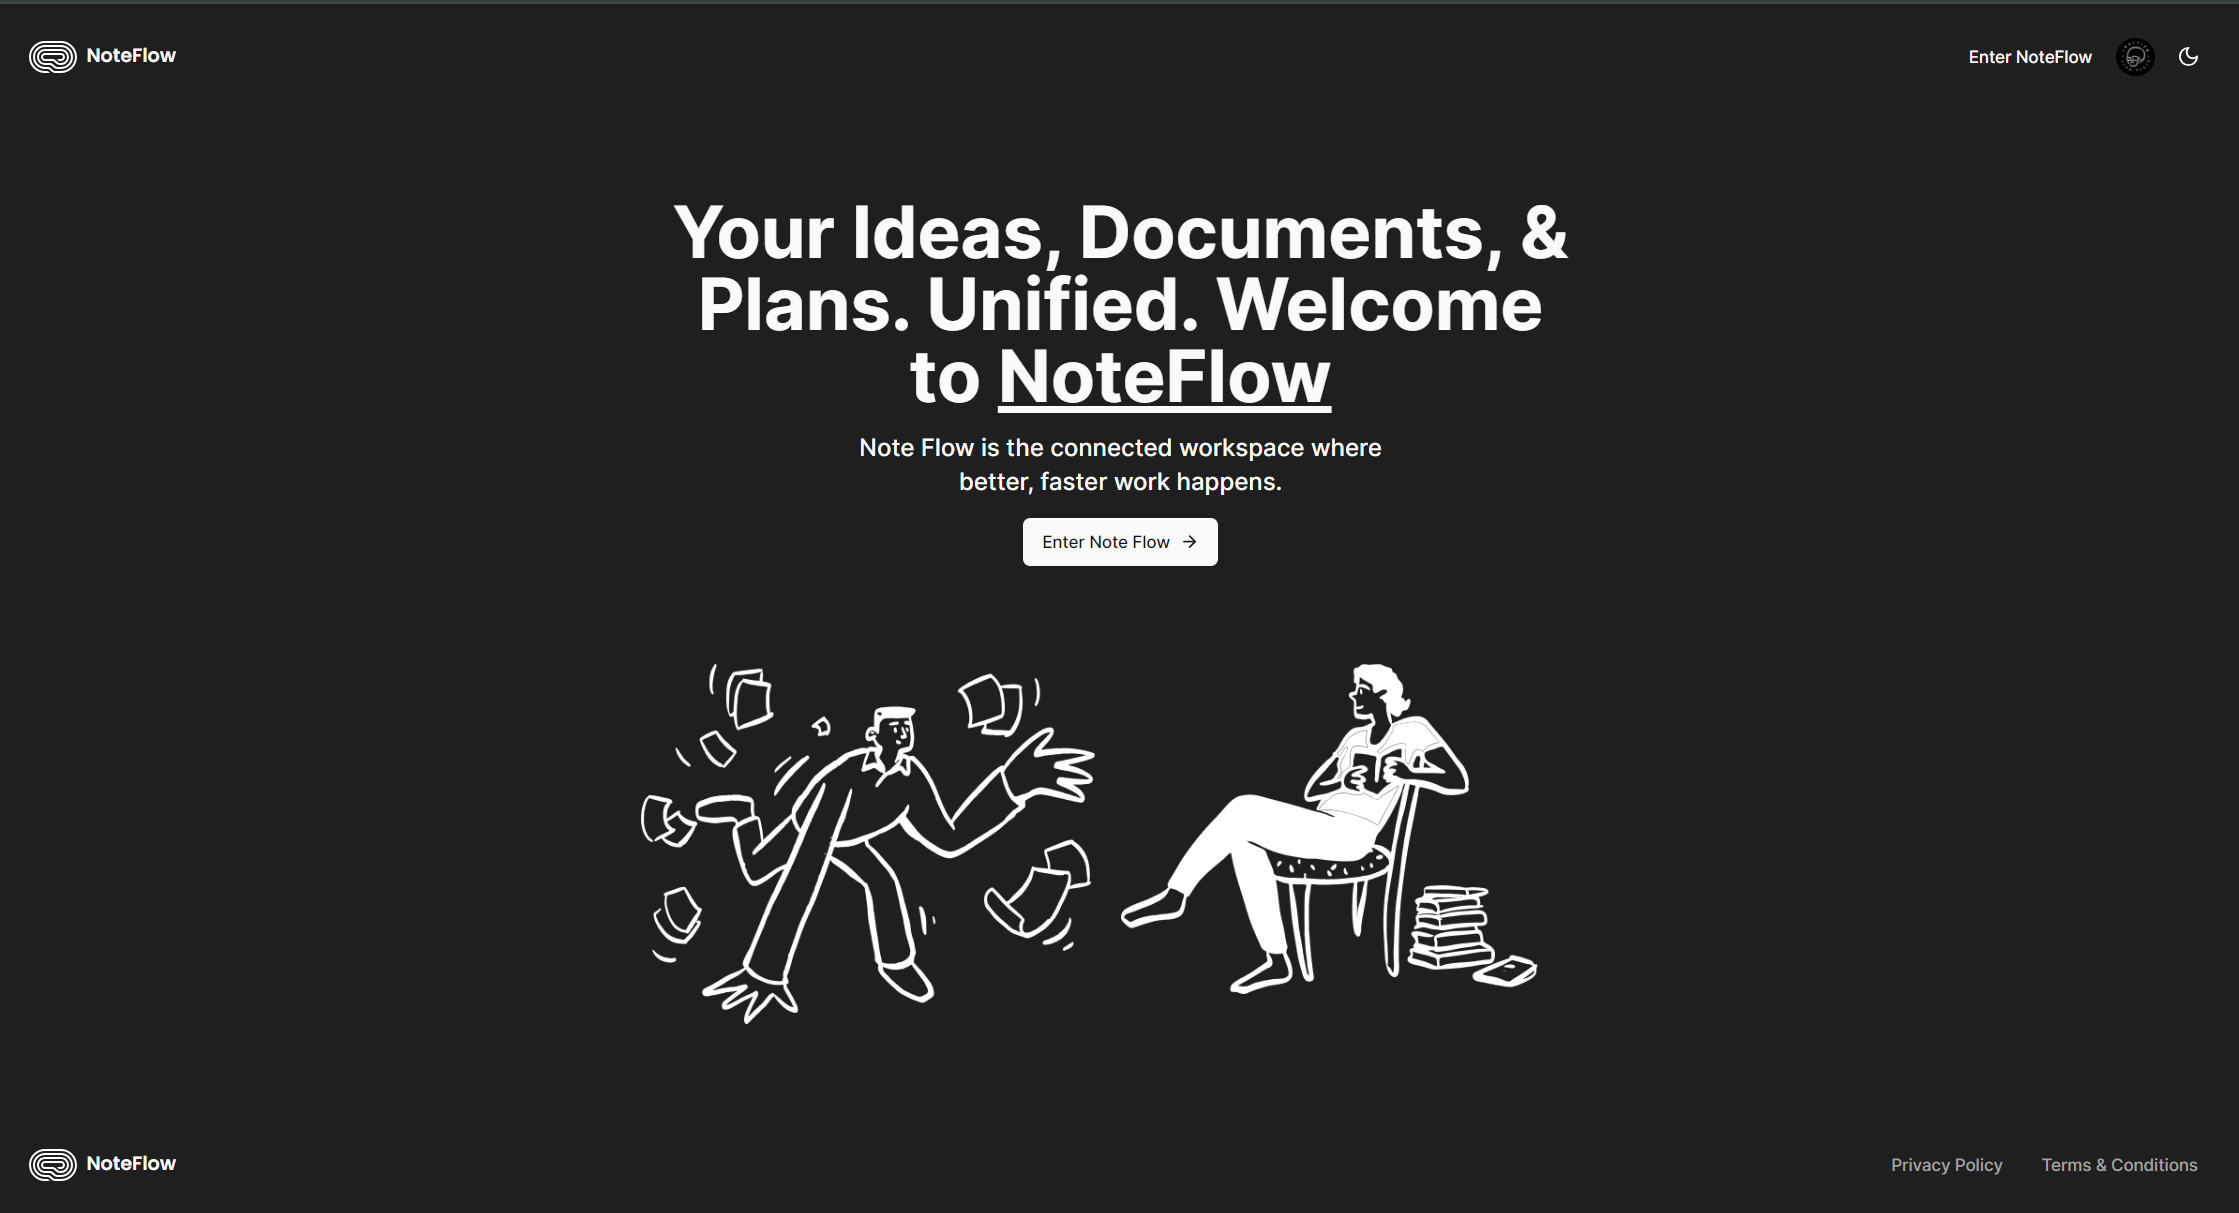 NoteFlow
Enter NoteFlow
Your Ideas, Documents, &
Plans. Unified. Welcome
to NoteFlow
Note Flow is the connected workspace where
better, faster work happens.
Enter Note Flow
NoteFlow
Privacy Policy
Terms & Conditions